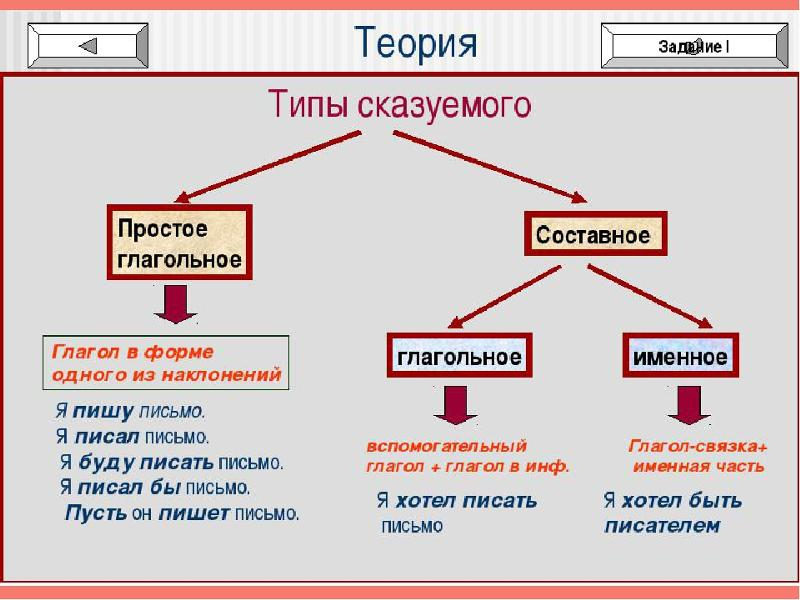 Теория
Задание I
Типы сказуемого
Простое
глагольное
Составное
глагольное
именное
Глагол в форме
одного из наклонений
Я пишу письмо.
Я писал письмо.
Я буду писать письмо.
Я писал бы письмо.
Пусть он пишет письмо.
вспомогательный
глагол + глагол в инф.
Я хотел писать
письмо
Глагол-связка+
именная часть
Я хотел быть
писателем